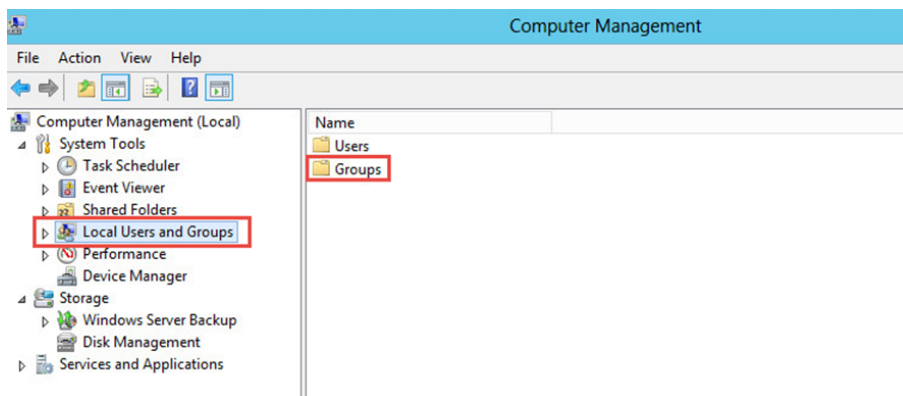 Computer Management
File Action View Help
Computer Management (Local)
System Tools
Task Scheduler
Event Viewer
Shared Folders
Local Users and Groups
Performance
Device Manager
Storage
Windows Server Backup
Disk Management
Services and Applications
Name
Users
Groups